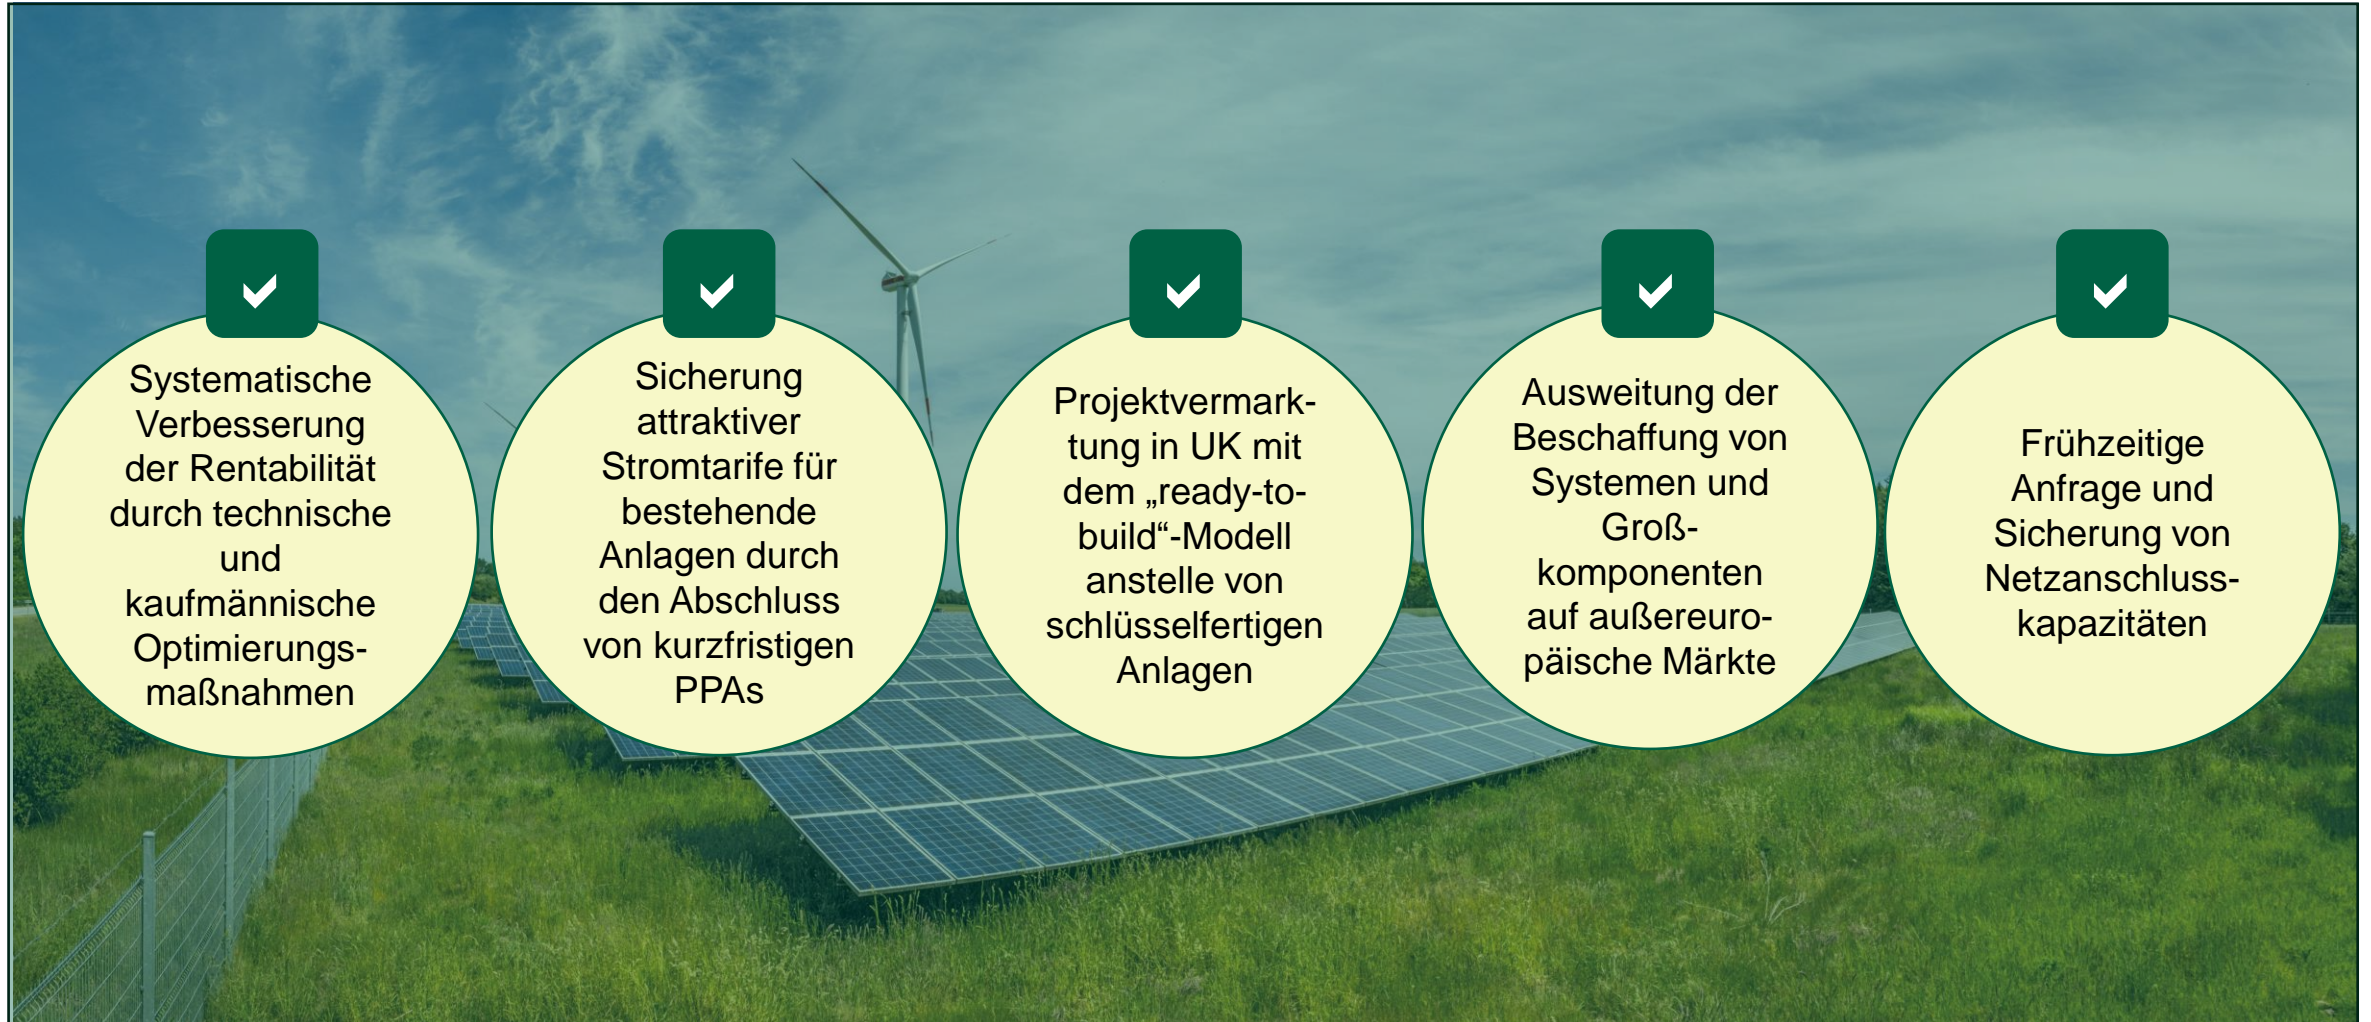 Systematische
Verbesserung
der Rentabilität
durch technische
und
kaufmännische
Optimierungs-
maßnahmen
Sicherung
attraktiver
Stromtarife für
bestehende
Anlagen durch
den Abschluss
von kurzfristigen
PPAs
Projektvermark-
tung in UK mit
dem „ready-to-
build“-Modell
anstelle von
schlüsselfertigen
Anlagen
Ausweitung der
Beschaffung von
Systemen und
Groß-
komponenten
auf außereuro-
päische Märkte
Frühzeitige
Anfrage und
Sicherung von
Netzanschluss-
kapazitäten